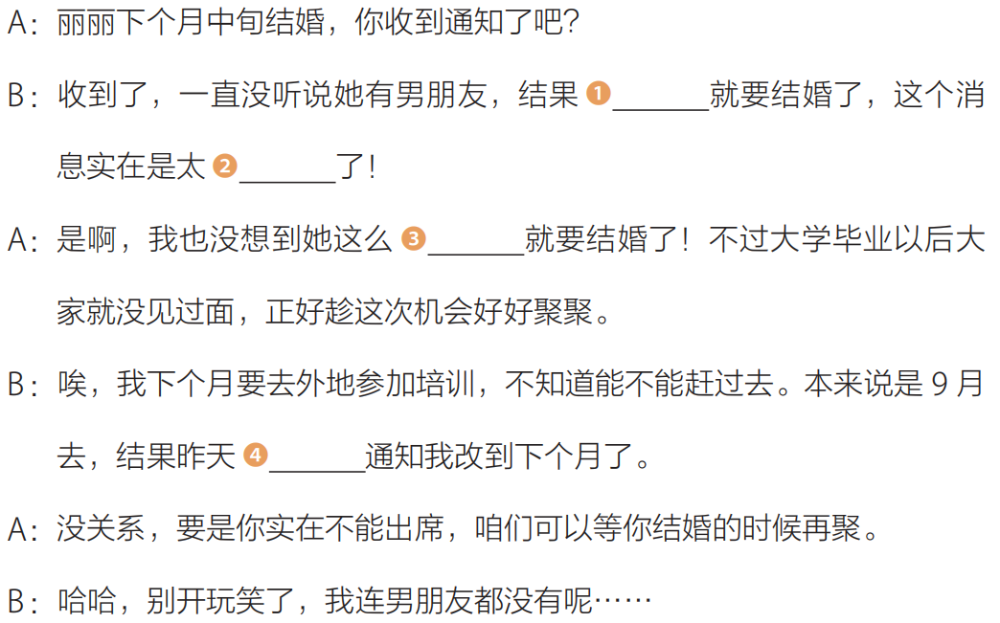 A：丽丽下个月中旬结婚，你收到通知了吧？
B：收到了，一直没听说她有男朋友，结果❶______就要结婚了，这个消
息实在是太❷______了！
A：是啊，我也没想到她这么❸______就要结婚了！不过大学毕业以后大
家就没见过面，正好趁这次机会好好聚聚。
B：唉，我下个月要去外地参加培训，不知道能不能赶过去。本来说是 9 月
去，结果昨天❹______通知我改到下个月了。
A：没关系，要是你实在不能出席，咱们可以等你结婚的时候再聚。
B：哈哈，别开玩笑了，我连男朋友都没有呢……